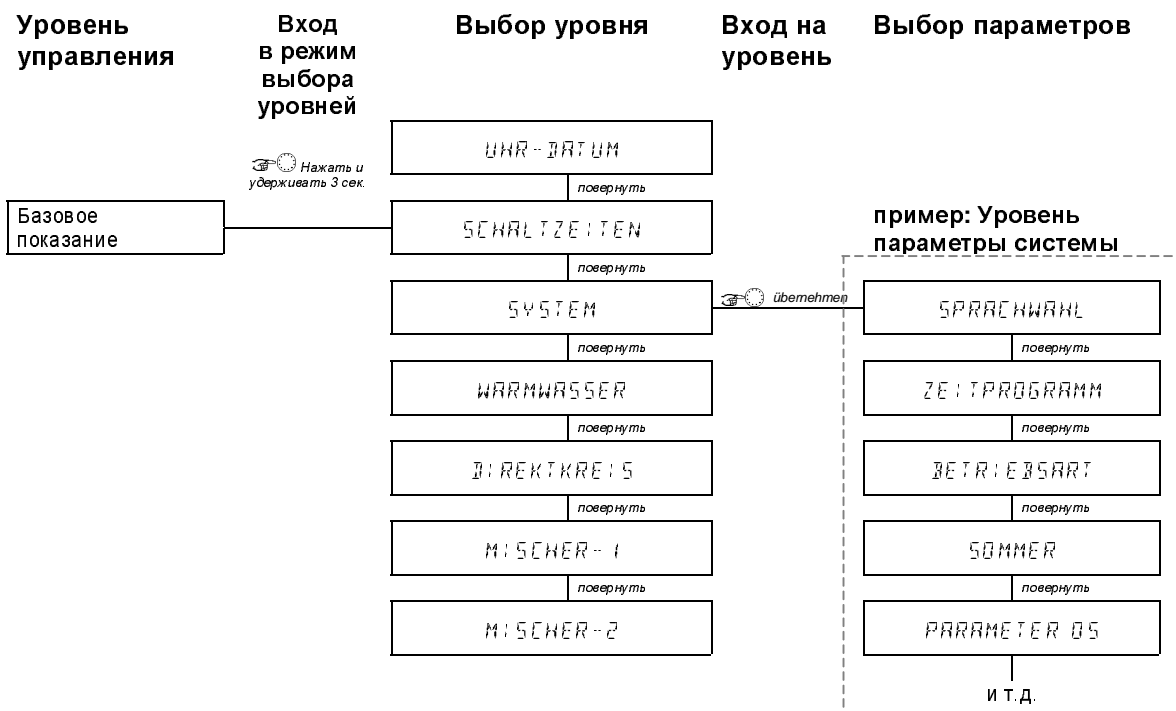 Уровень
управления
Вход
в режим
выбора
уровней
Выбор уровня
Вход на
уровень
Выбор параметров
UHR-DATUM
Нажать и
удерживать 3 сек.
повернуть
Базовое
показание
SCHALTZEITEN
пример: Уровень
параметры системы
повернуть
SYSTEM
übernehmen
SPRACHWAHL
повернуть
повернуть
WARMWASSER
ZEITPROGRAMM
повернуть
повернуть
DIREKTKREIS
BETRIEBSART
повернуть
повернуть
MISCHER-1
SOMMER
повернуть
повернуть
MISCHER-2
PARAMETER 05
и т.д.